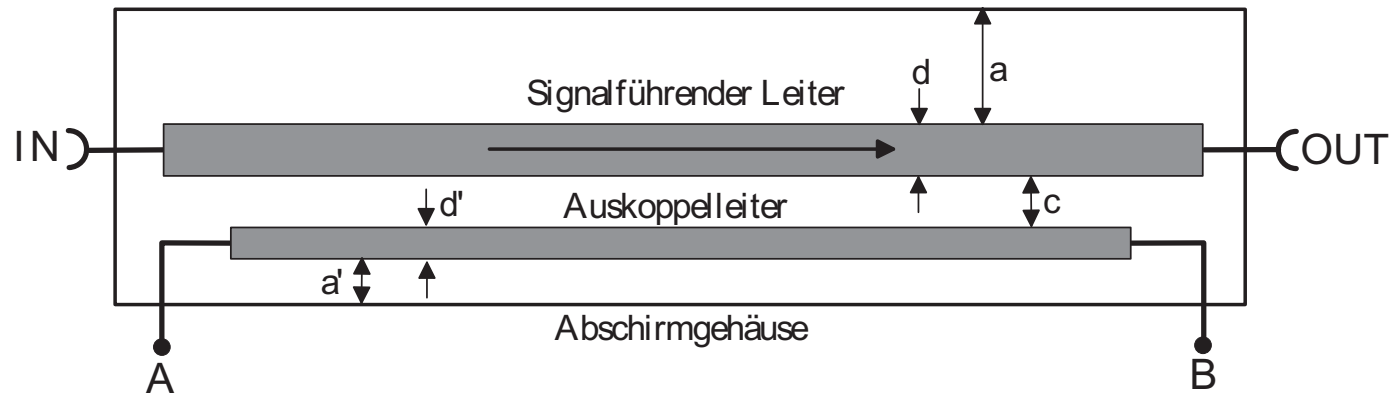 d
a
Signalführender Leiter
IN
OUT
d'
Auskoppelleiter
c
a'
Abschirmgehäuse
A
B